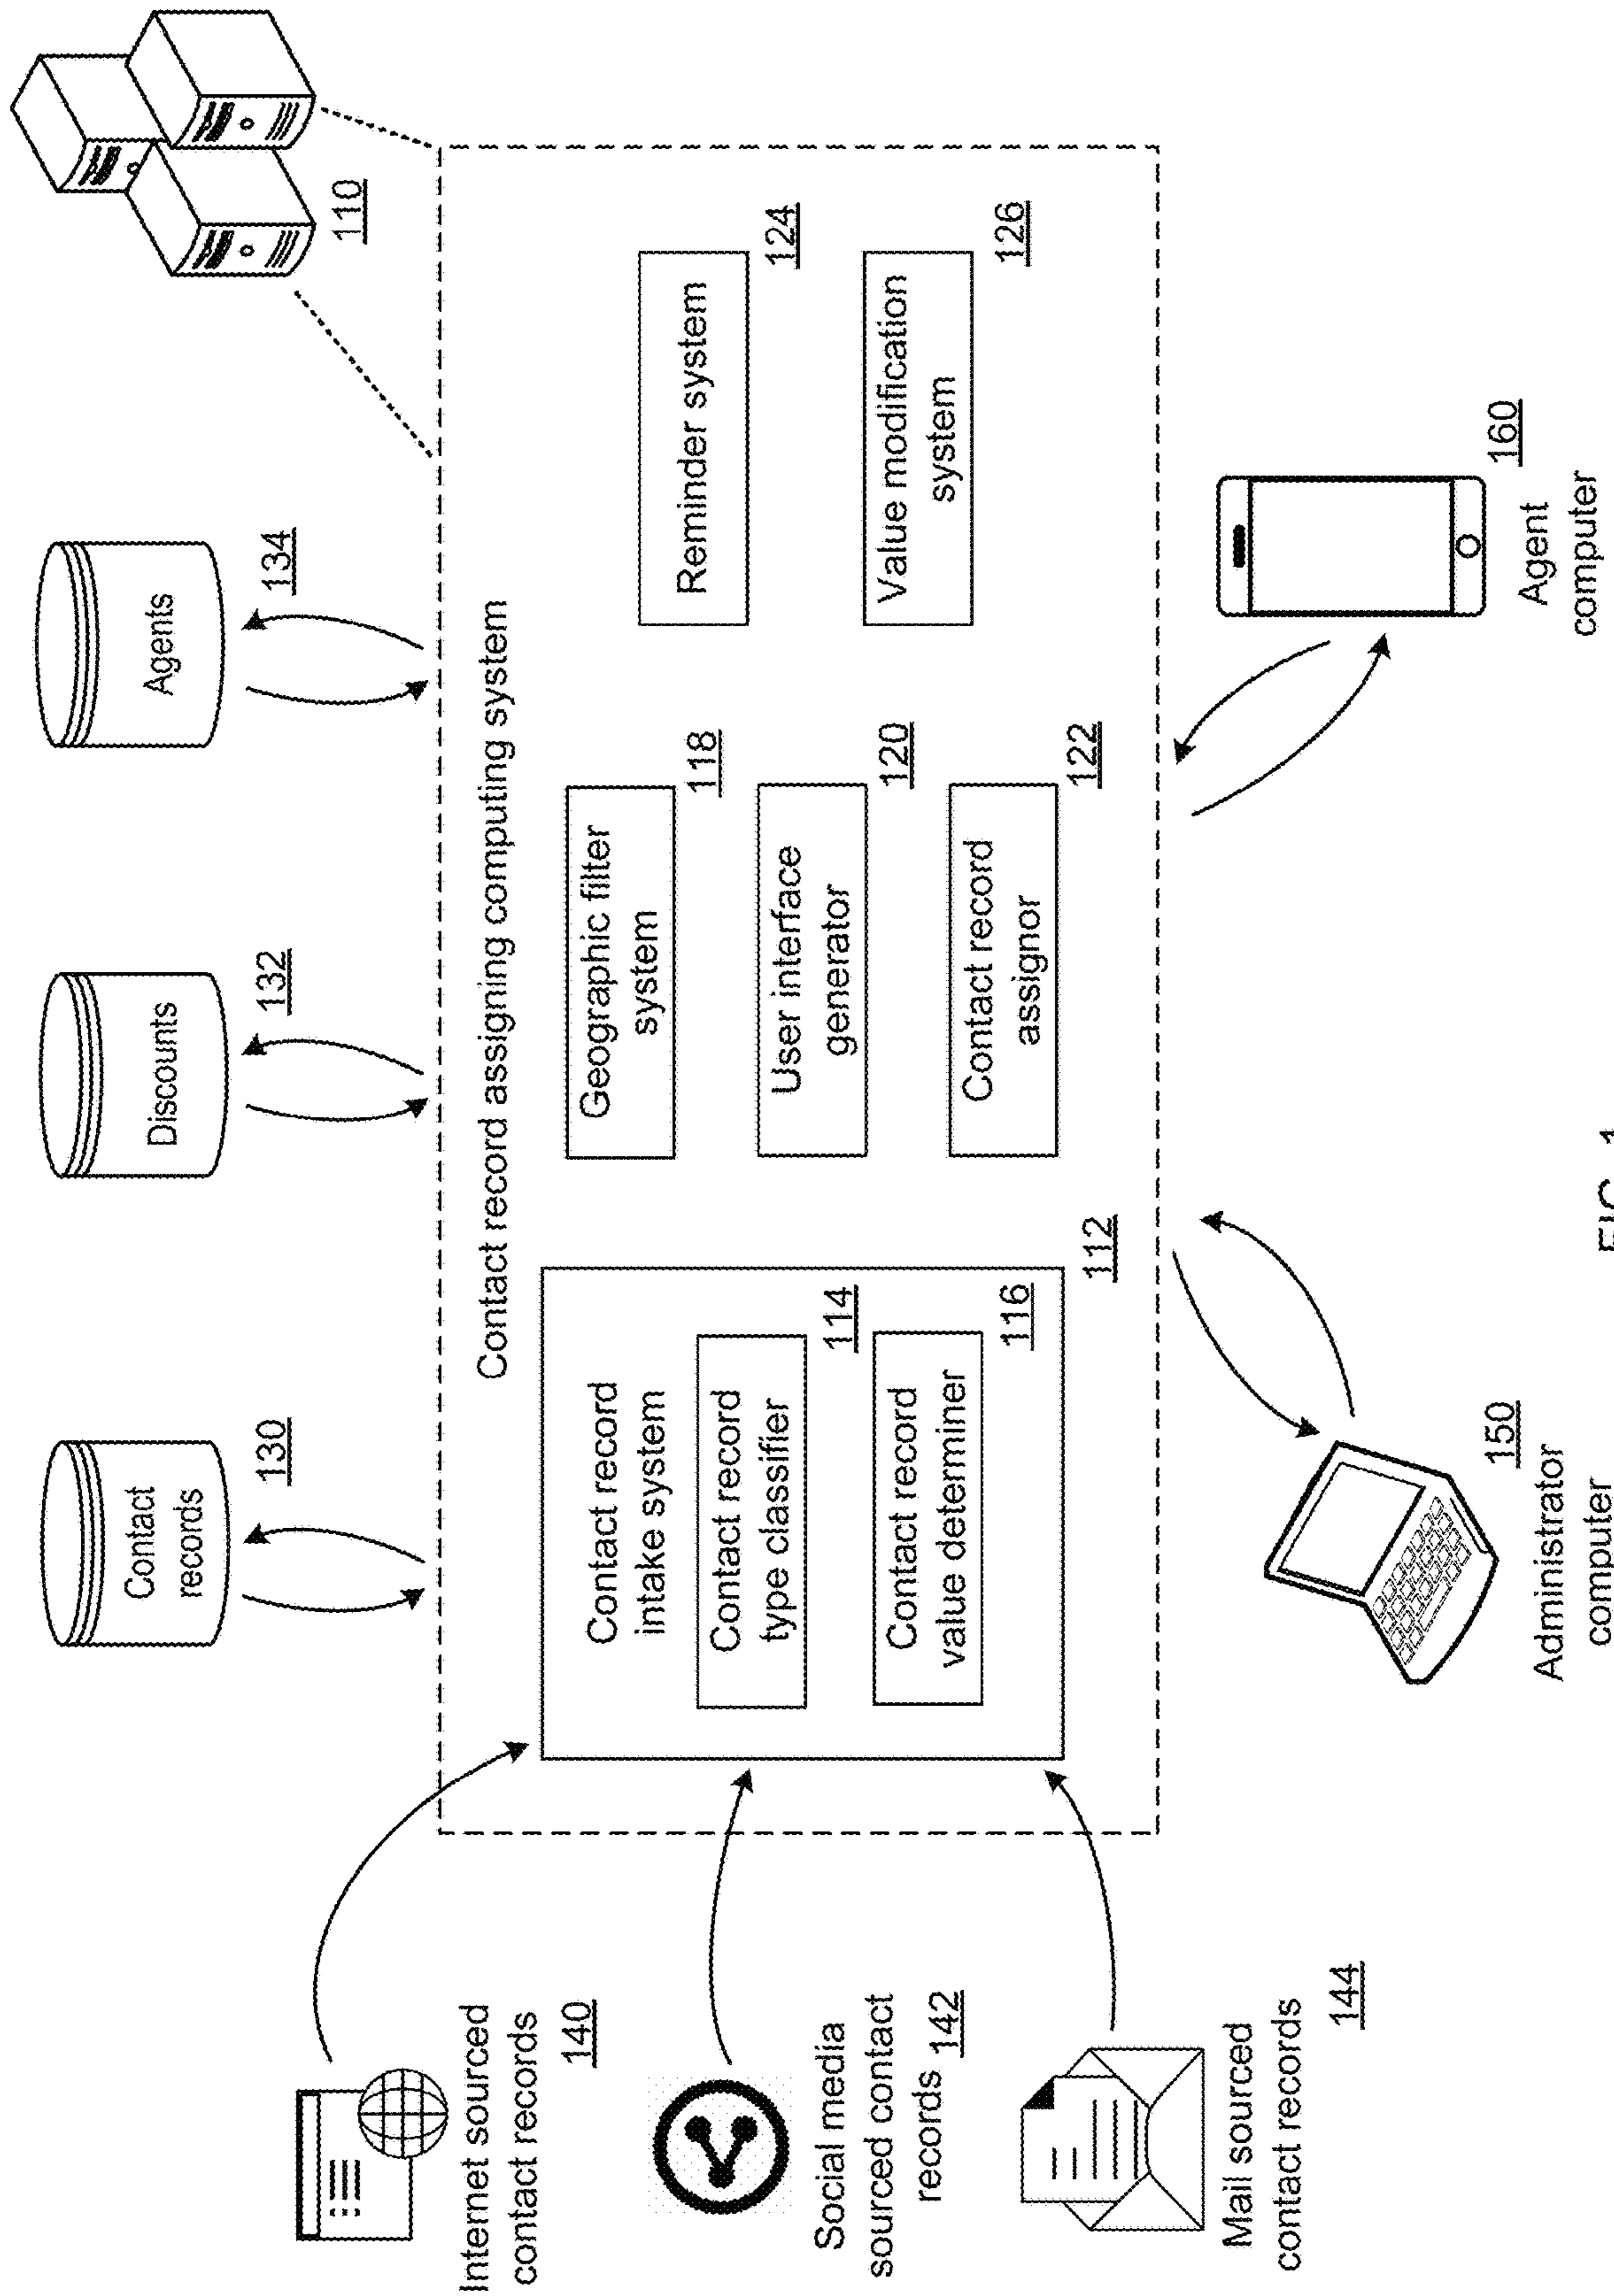 110
Contact
records
130
Discounts
132
Agents
134
Contact record assigning computing system
Contact record
intake system
Contact record
type classifier
114
Contact record
value determiner
116
112
Geographic filter
system
118
User interface
generator
120
Contact record
assignor
122
Reminder system
124
Value modification
system
126
Internet sourced
contact records
140
Social media
sourced contact
records
142
Mail sourced
contact records
144
150
Administrator
computer
160
Agent
computer
FIG. 1